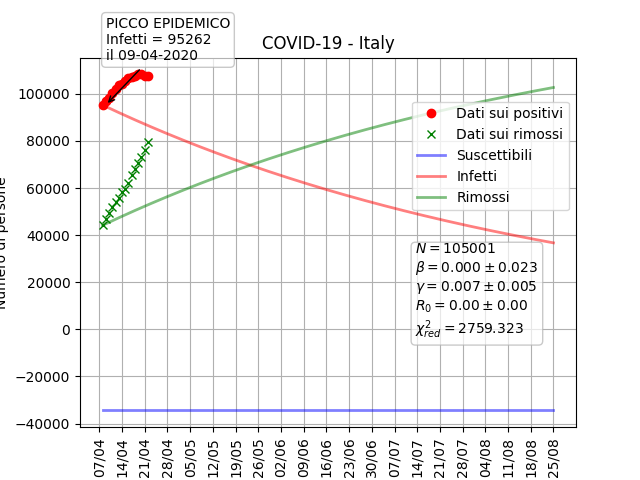 PICCO EPIDEMICO
Infetti = 95262
il 09-04-2020
COVID-19 - Italy
Numero di persone
100000
80000
60000
40000
20000
0
−20000
−40000
Dati sui positivi
Dati sui rimossi
Suscettibili
Infetti
Rimossi
N = 105001
β = 0.000 ± 0.023
γ = 0.007 ± 0.005
R₀ = 0.00 ± 0.00
χ²red = 2759.323
07/04
14/04
21/04
28/04
05/05
12/05
19/05
26/05
02/06
09/06
16/06
23/06
30/06
07/07
14/07
21/07
28/07
04/08
11/08
18/08
25/08